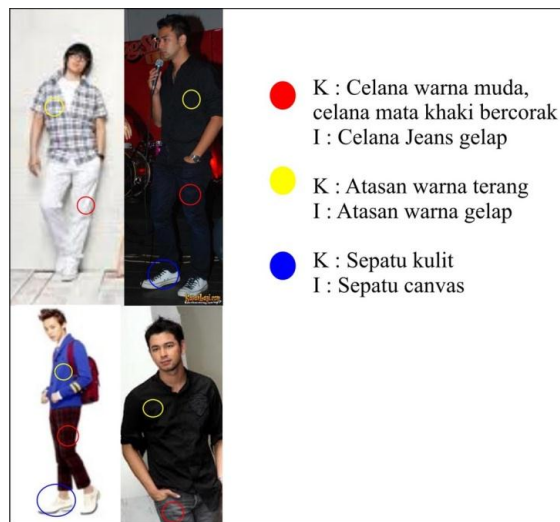 K : Celana warna muda,
celana mata khaki bercorak
I : Celana Jeans gelap
K : Atasan warna terang
I : Atasan warna gelap
K : Sepatu kulit
I : Sepatu canvas